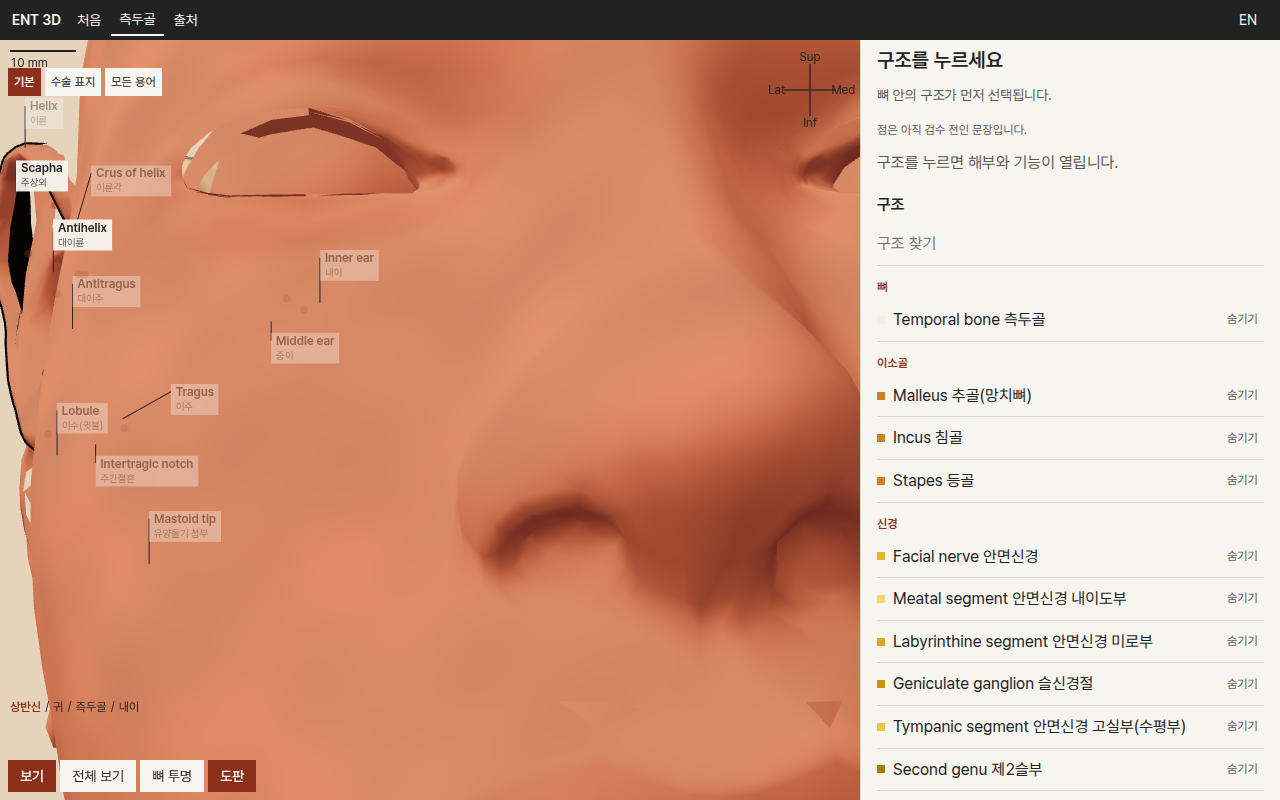 ENT 3D 처음 측두골 출처 EN
10 mm
기본 수술 표지 모든 용어
Sup
Lat Med
Inf
Helix
이륜
Scapha
주상와
Crus of helix
이륜각
Antihelix
대이륜
Inner ear
내이
Antitragus
대이주
Middle ear
중이
Tragus
이주
Lobule
이수(귓불)
Intertragic notch
주간절흔
Mastoid tip
유양돌기 첨부
상반신 / 귀 / 측두골 / 내이
보기 전체 보기 뼈 투명 도판
구조를 누르세요
뼈 안의 구조가 먼저 선택됩니다.
점은 아직 검수 전인 문장입니다.
구조를 누르면 해부와 기능이 열립니다.
구조
구조 찾기
뼈
Temporal bone 측두골 숨기기
이소골
Malleus 추골(망치뼈) 숨기기
Incus 침골 숨기기
Stapes 등골 숨기기
신경
Facial nerve 안면신경 숨기기
Meatal segment 안면신경 내이도부 숨기기
Labyrinthine segment 안면신경 미로부 숨기기
Geniculate ganglion 슬신경절 숨기기
Tympanic segment 안면신경 고실부(수평부) 숨기기
Second genu 제2슬부 숨기기